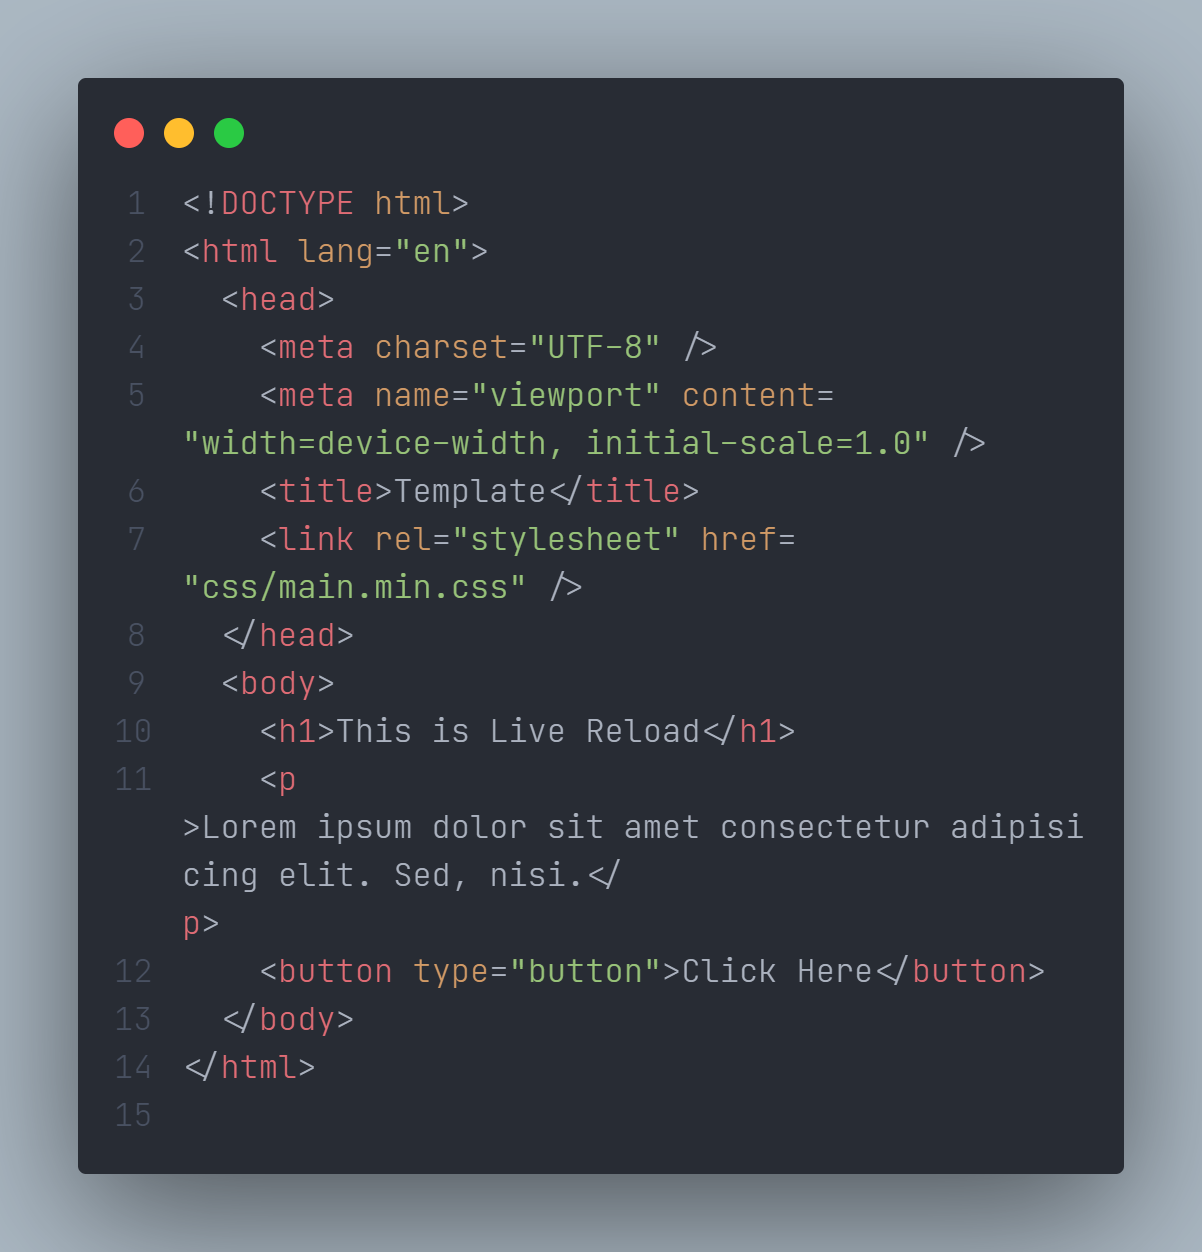 1 <!DOCTYPE html>
2 <html lang="en">
3   <head>
4     <meta charset="UTF-8" />
5     <meta name="viewport" content=
"width=device-width, initial-scale=1.0" />
6     <title>Template</title>
7     <link rel="stylesheet" href=
"css/main.min.css" />
8   </head>
9   <body>
10     <h1>This is Live Reload</h1>
11     <p
>Lorem ipsum dolor sit amet consectetur adipisi
cing elit. Sed, nisi.</
p>
12     <button type="button">Click Here</button>
13   </body>
14 </html>
15